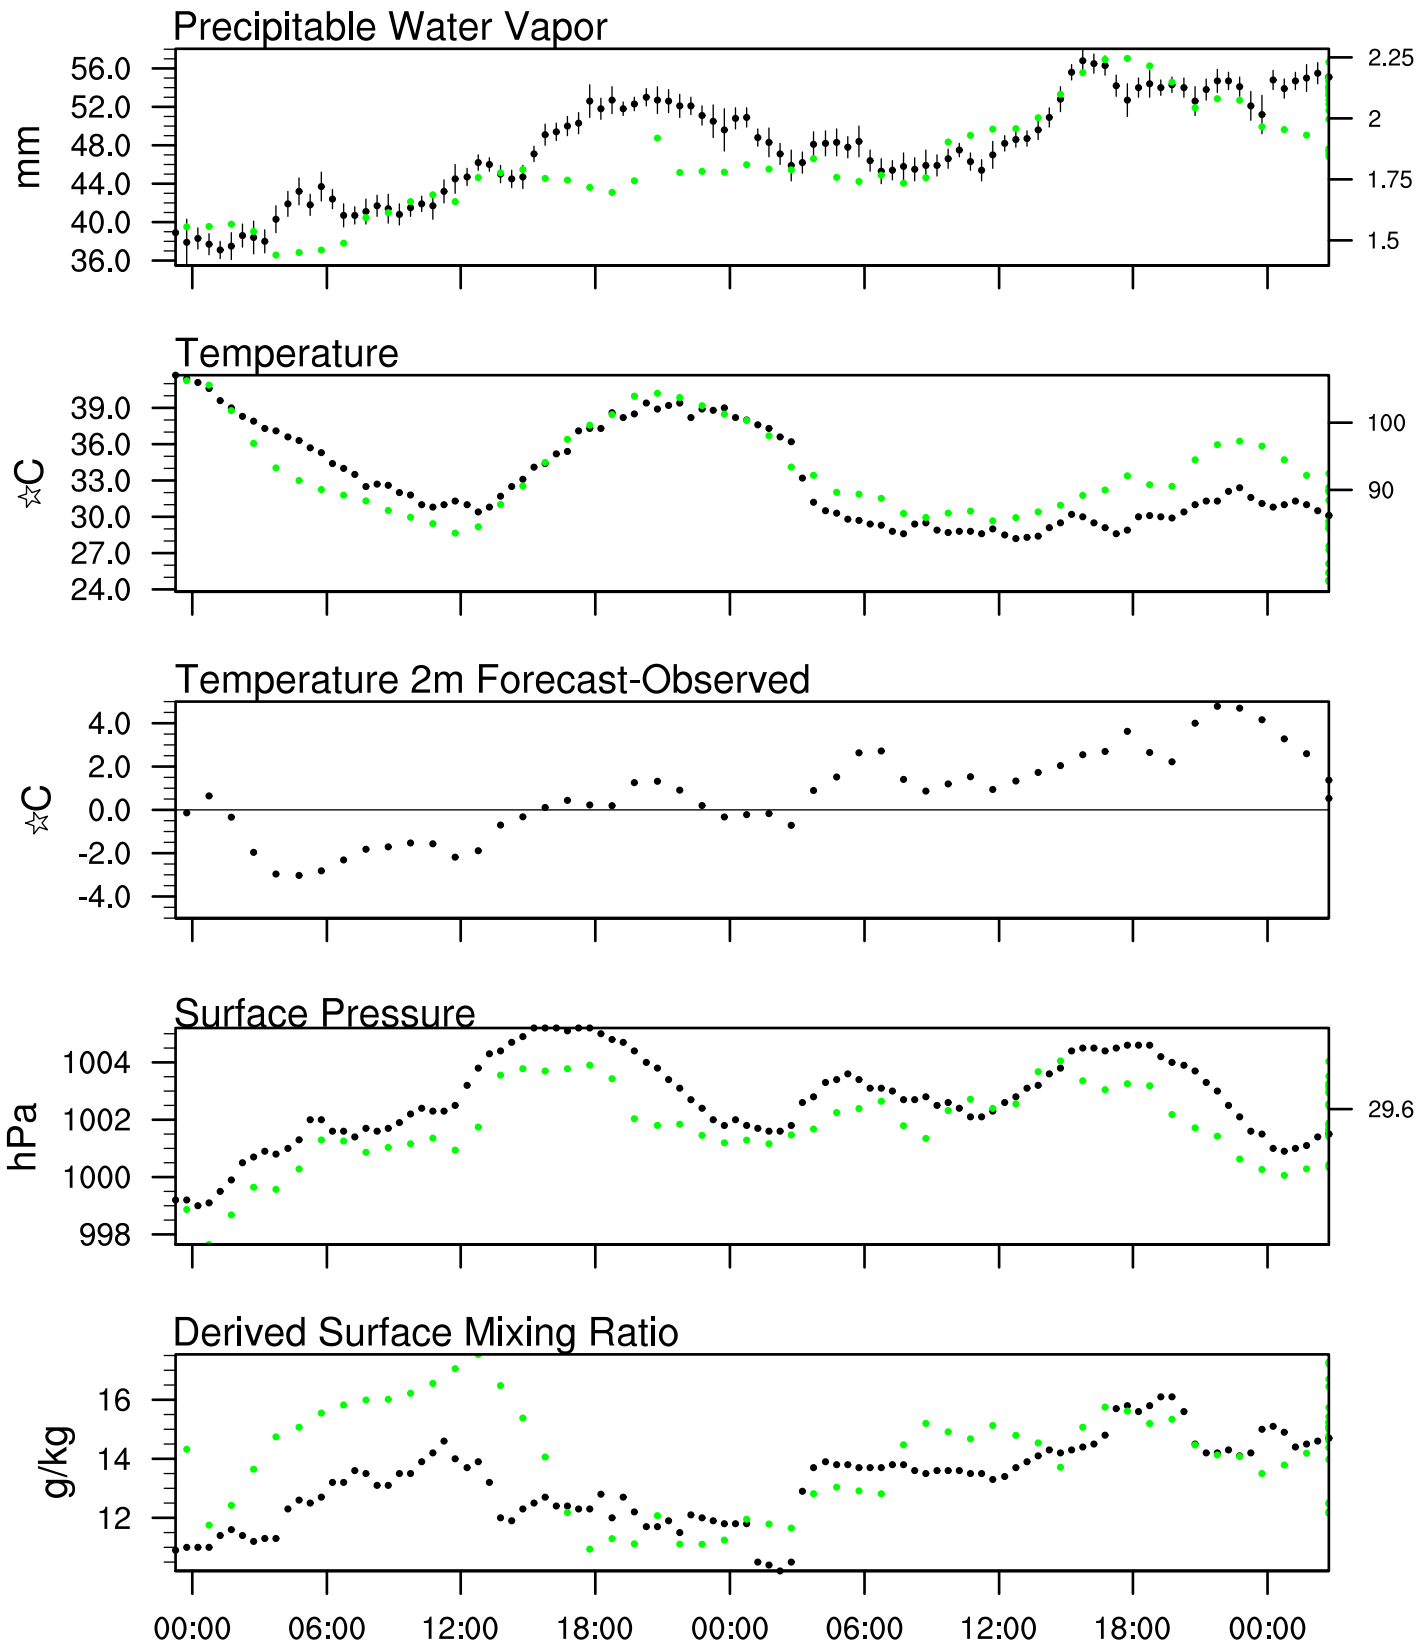 Precipitable Water Vapor
56.0
52.0
48.0
44.0
40.0
36.0
mm
2.25
2
1.75
1.5
Temperature
39.0
36.0
33.0
30.0
27.0
24.0
☆C
100
90
Temperature 2m Forecast-Observed
4.0
2.0
0.0
-2.0
-4.0
☆C
Surface Pressure
1004
1002
1000
998
hPa
29.6
Derived Surface Mixing Ratio
16
14
12
g/kg
00:00 06:00 12:00 18:00 00:00 06:00 12:00 18:00 00:00